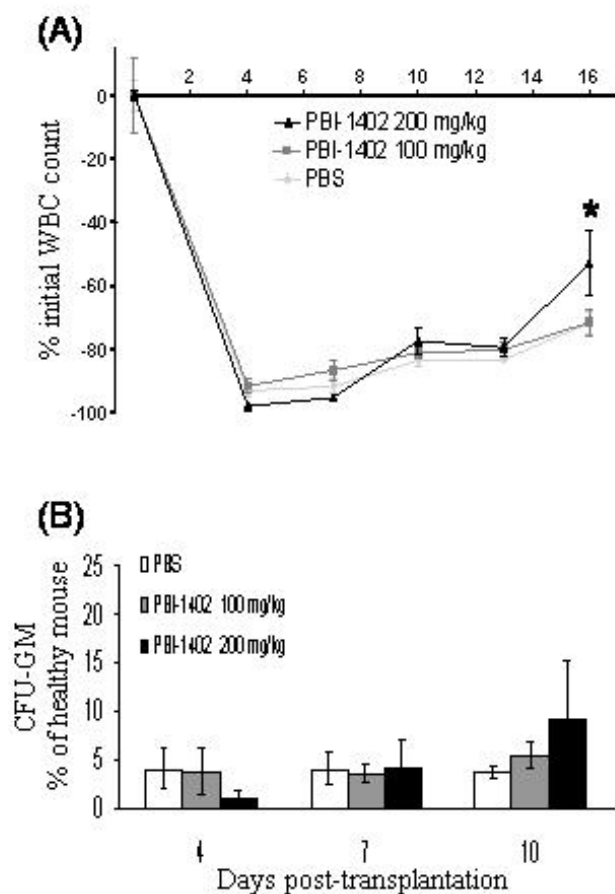 (A)
2 4 6 8 10 12 14 16
0
-20
-40
-60
-80
-100
% initial WBC count
PBI-1402 200 mg/kg
PBI-1402 100 mg/kg
PBS
*
(B)
25
20
15
10
5
0
CFU-GM
% of healthy mouse
PBS
PBI-1402 100 mg/kg
PBI-1402 200 mg/kg
4 7 10
Days post-transplantation